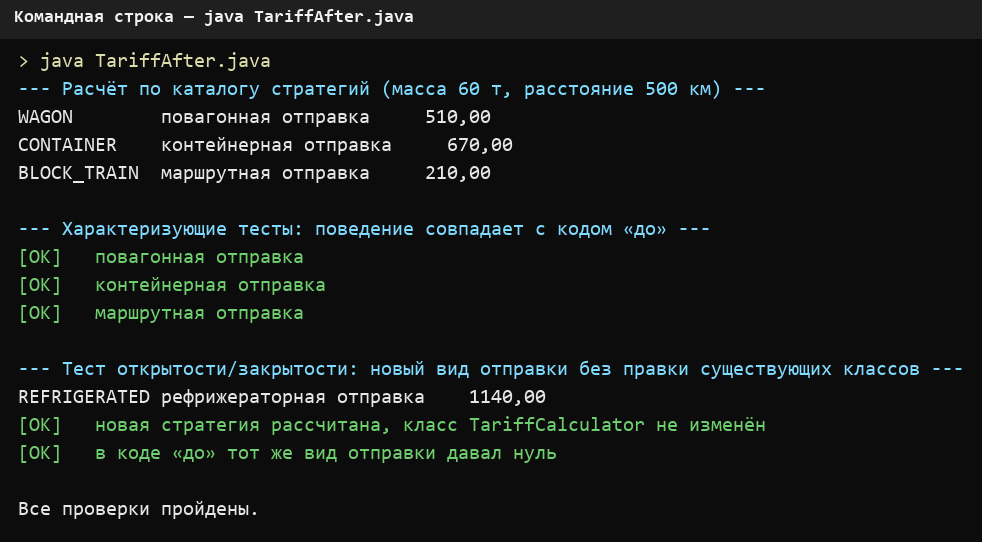 Командная строка — java TariffAfter.java
> java TariffAfter.java
--- Расчёт по каталогу стратегий (масса 60 т, расстояние 500 км) ---
WAGON        повагонная отправка     510,00
CONTAINER    контейнерная отправка     670,00
BLOCK_TRAIN  маршрутная отправка     210,00
--- Характеризующие тесты: поведение совпадает с кодом «до» ---
[OK]   повагонная отправка
[OK]   контейнерная отправка
[OK]   маршрутная отправка
--- Тест открытости/закрытости: новый вид отправки без правки существующих классов ---
REFRIGERATED рефрижераторная отправка    1140,00
[OK]   новая стратегия рассчитана, класс TariffCalculator не изменён
[OK]   в коде «до» тот же вид отправки давал нуль
Все проверки пройдены.